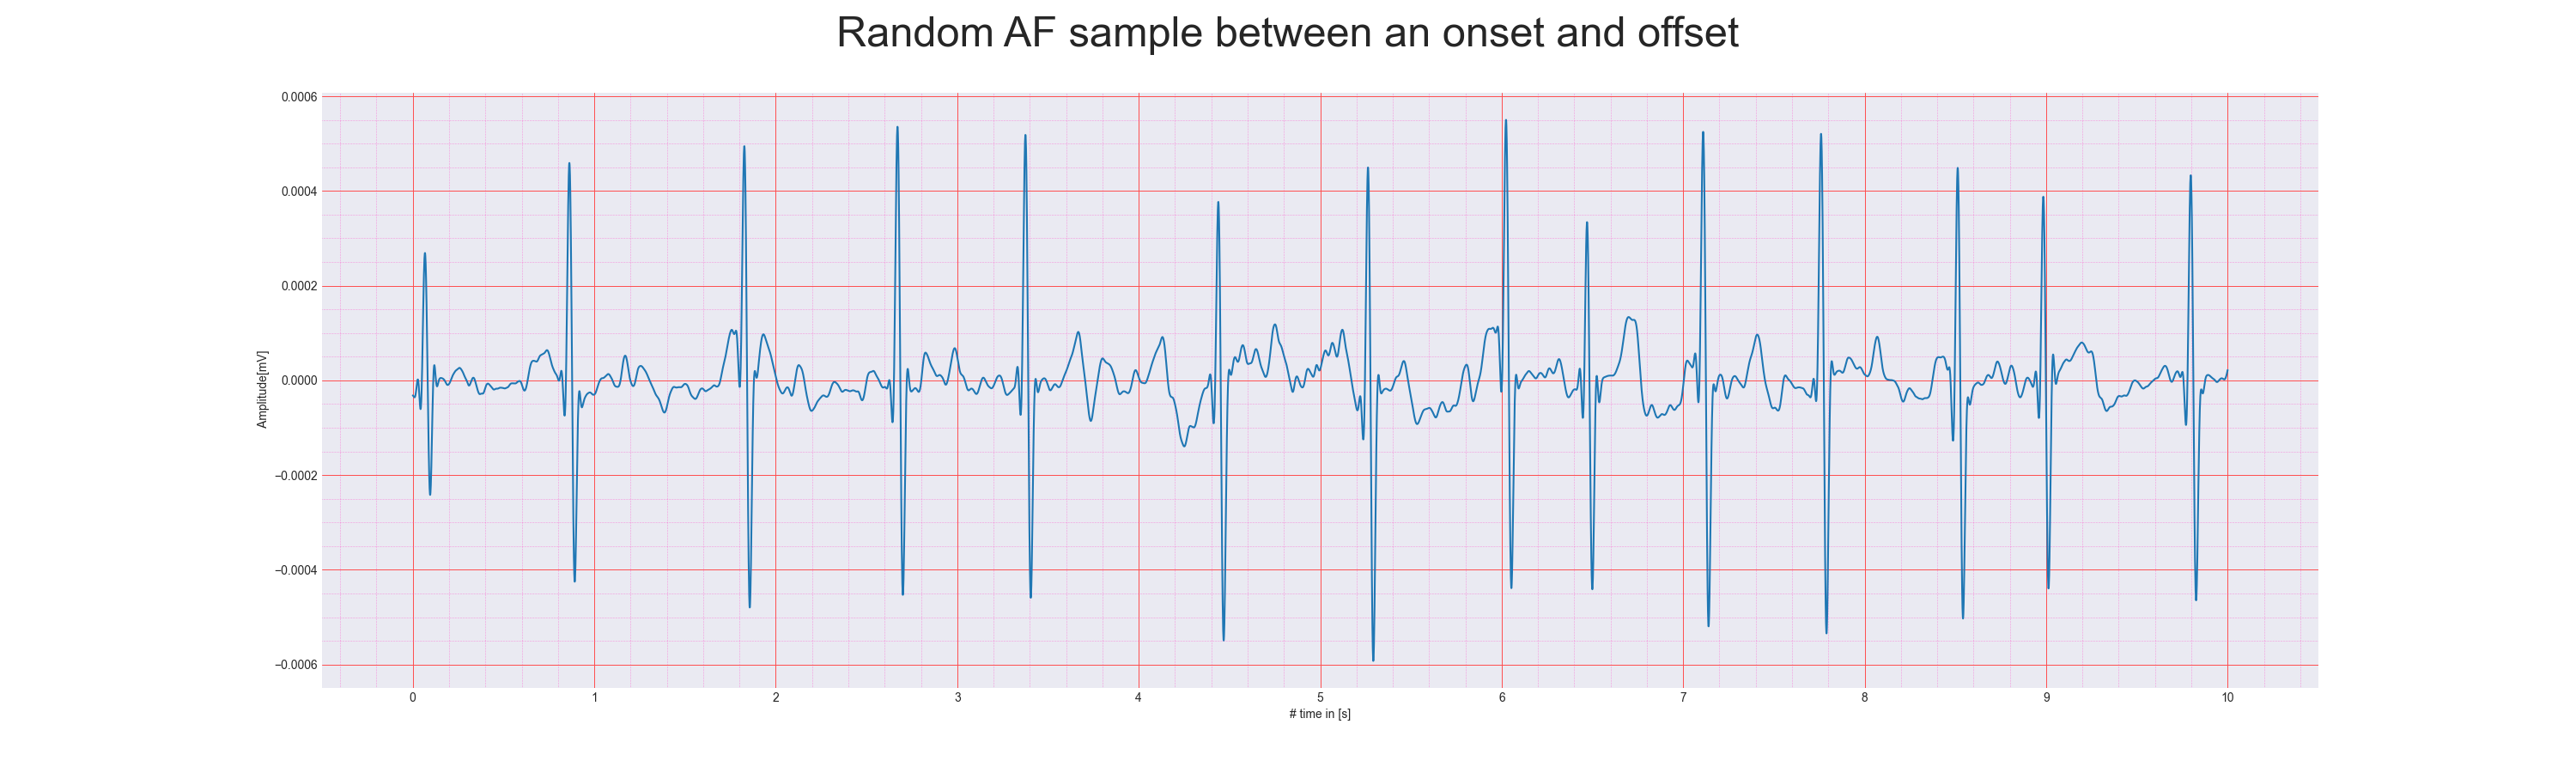 Random AF sample between an onset and offset
0.0006
0.0004
0.0002
0.0000
−0.0002
−0.0004
−0.0006
Amplitude[mV]
0 1 2 3 4 5 6 7 8 9 10
# time in [s]